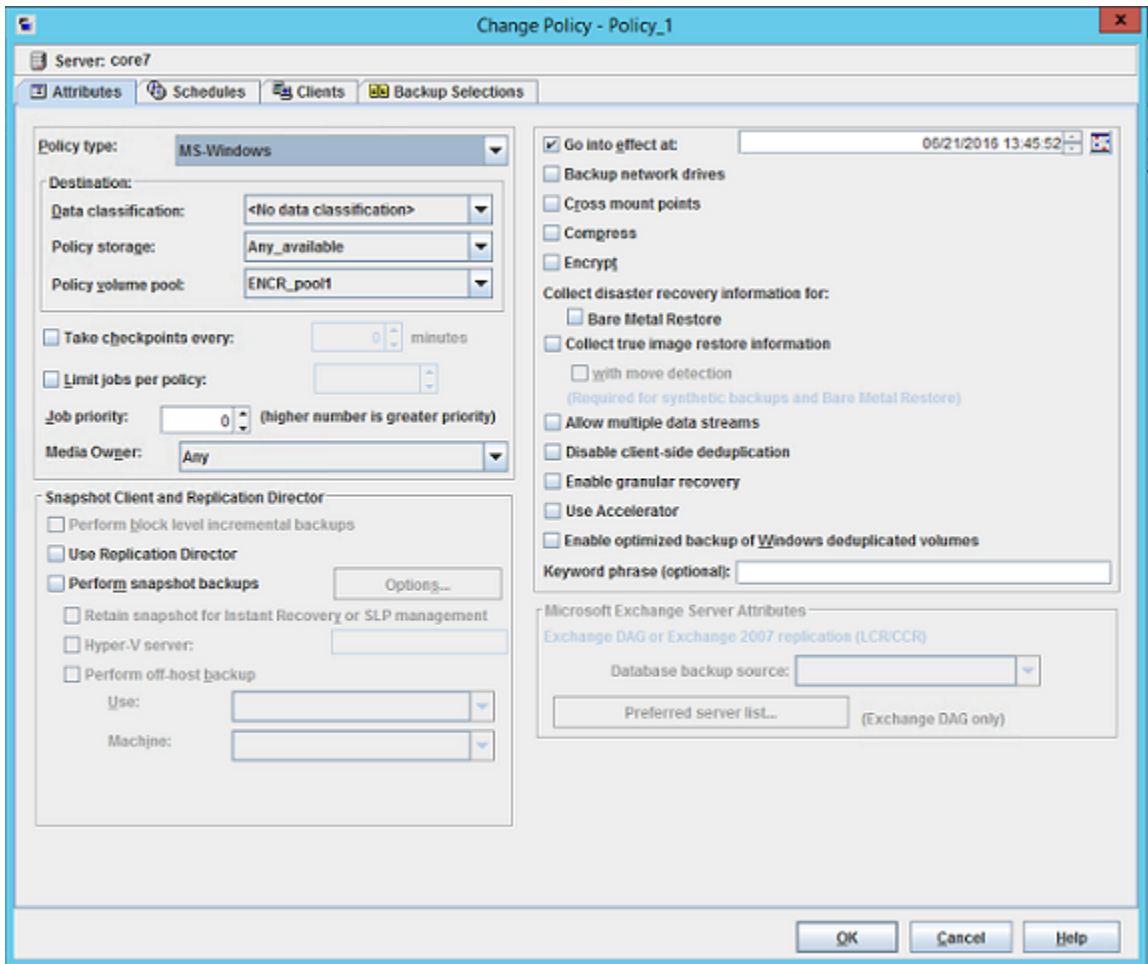 Change Policy - Policy_1
x
Server: core7
Attributes
Schedules
Clients
Backup Selections
Policy type:
MS-Windows
Destination:
Data classification:
<No data classification>
Policy storage:
Any_available
Policy volume pool:
ENCR_pool1
Take checkpoints every:
0
minutes
Limit jobs per policy:
Job priority:
0
(higher number is greater priority)
Media Owner:
Any
Snapshot Client and Replication Director
Perform block level incremental backups
Use Replication Director
Perform snapshot backups
Options...
Retain snapshot for Instant Recovery or SLP management
Hyper-V server:
Perform off-host backup
Use:
Machine:
Go into effect at:
06/21/2016 13:45:52
Backup network drives
Cross mount points
Compress
Encrypt
Collect disaster recovery information for:
Bare Metal Restore
Collect true image restore information
with move detection
(Required for synthetic backups and Bare Metal Restore)
Allow multiple data streams
Disable client-side deduplication
Enable granular recovery
Use Accelerator
Enable optimized backup of Windows deduplicated volumes
Keyword phrase (optional):
Microsoft Exchange Server Attributes
Exchange DAG or Exchange 2007 replication (LCR/CCR)
Database backup source:
Preferred server list...
(Exchange DAG only)
OK
Cancel
Help